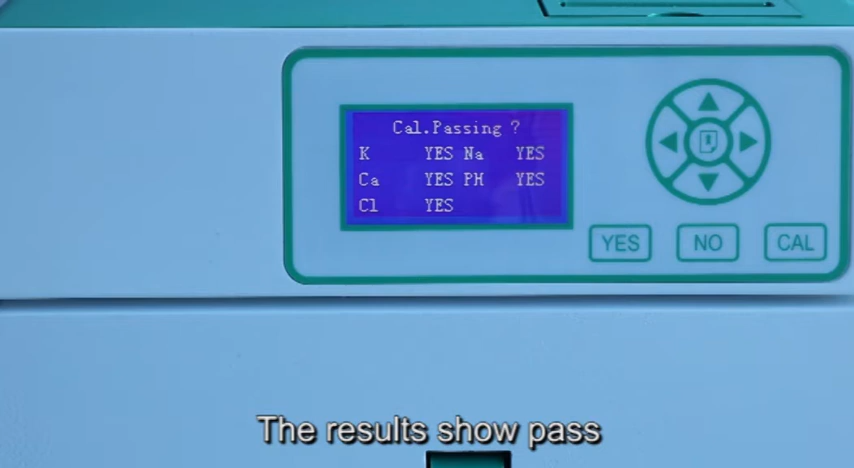 Cal.Passing ?
K YES Na YES
Ca YES PH YES
Cl YES
YES NO CAL
The results show pass